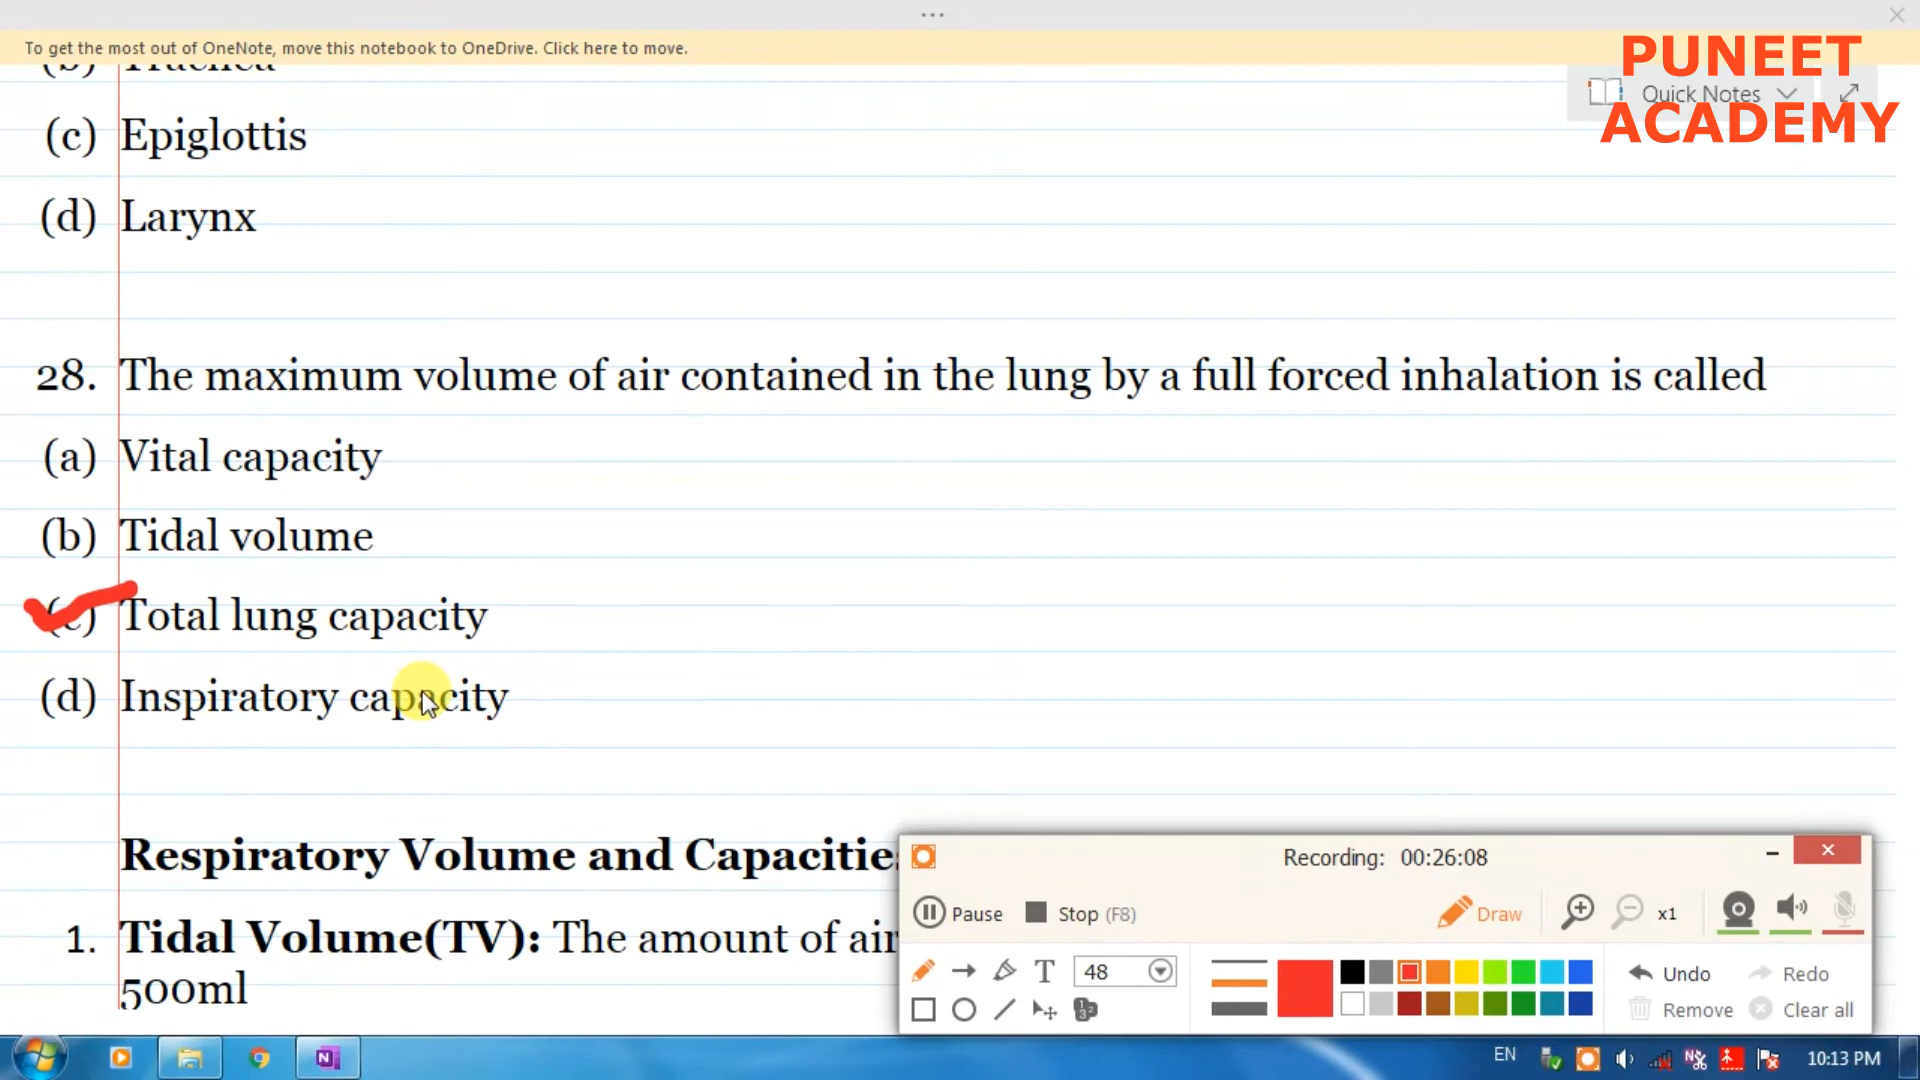 To get the most out of OneNote, move this notebook to OneDrive. Click here to move.
PUNEET
ACADEMY
Quick Notes
(b) Trachea
(c) Epiglottis
(d) Larynx
28. The maximum volume of air contained in the lung by a full forced inhalation is called
(a) Vital capacity
(b) Tidal volume
(c) Total lung capacity
(d) Inspiratory capacity
Respiratory Volume and Capacities
1. Tidal Volume(TV): The amount of air
500ml
Recording: 00:26:08
Pause Stop (F8) Draw x1
T 48 Undo Redo
Remove Clear all
EN 10:13 PM